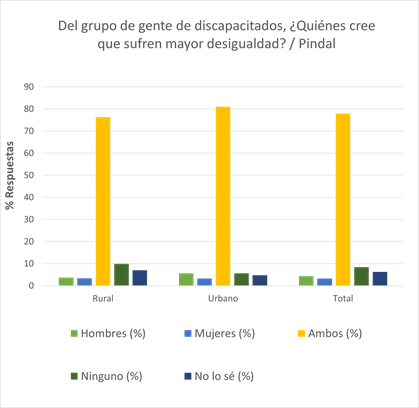 Del grupo de gente de discapacitados, ¿Quiénes cree
que sufren mayor desigualdad? / Pindal
% Respuestas
90
80
70
60
50
40
30
20
10
0
Rural
Urbano
Total
Hombres (%)
Mujeres (%)
Ambos (%)
Ninguno (%)
No lo sé (%)